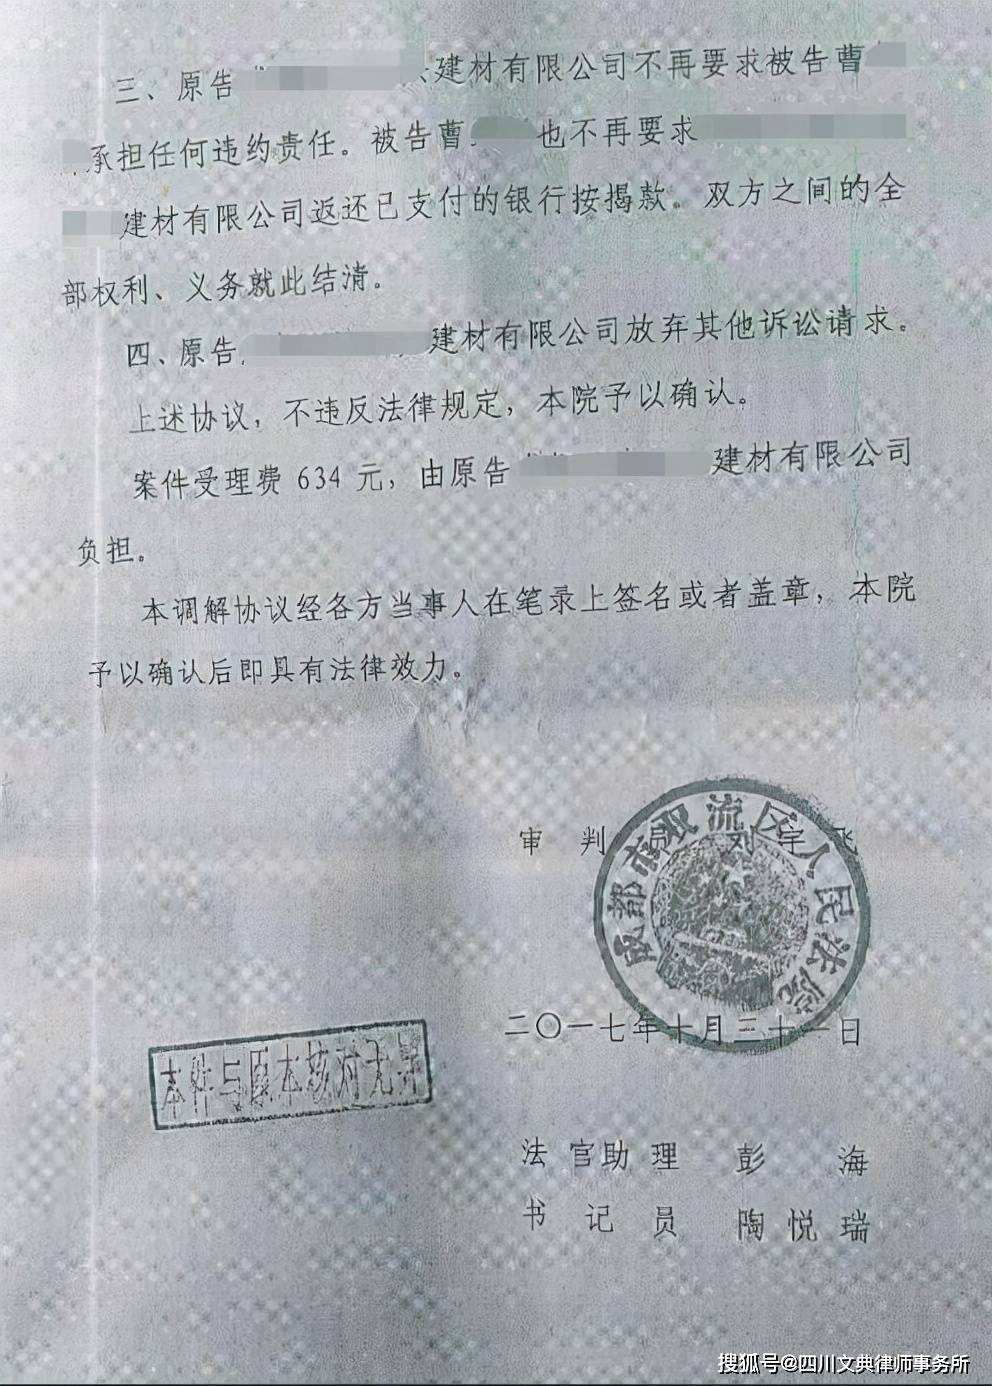 三、原告 建材有限公司不再要求被告曹
承担任何违约责任。被告曹 也不再要求
建材有限公司返还已支付的银行按揭款。双方之间的全
部权利、义务就此结清。
四、原告 建材有限公司放弃其他诉讼请求。
上述协议，不违反法律规定，本院予以确认。
案件受理费 634 元，由原告 建材有限公司
负担。
本调解协议经各方当事人在笔录上签名或者盖章，本院
予以确认后即具有法律效力。
审 判 员 刘 宇 飞
成都市双流区人民法院
二〇一七年十月三十一日
本件与原本核对无异
法 官 助 理 彭 海
书 记 员 陶 悦 瑞
搜狐号@四川文典律师事务所